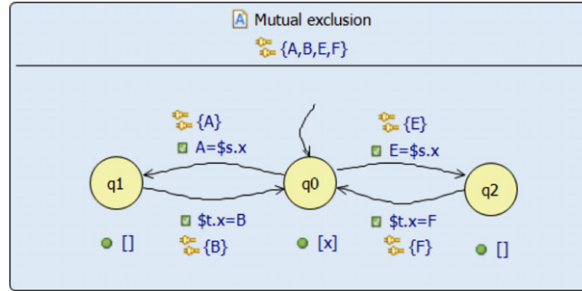 A Mutual exclusion
{A,B,E,F}
{A}
{E}
A=$s.x
E=$s.x
q1
q0
q2
$t.x=B
$t.x=F
[]
{B}
[x]
{F}
[]